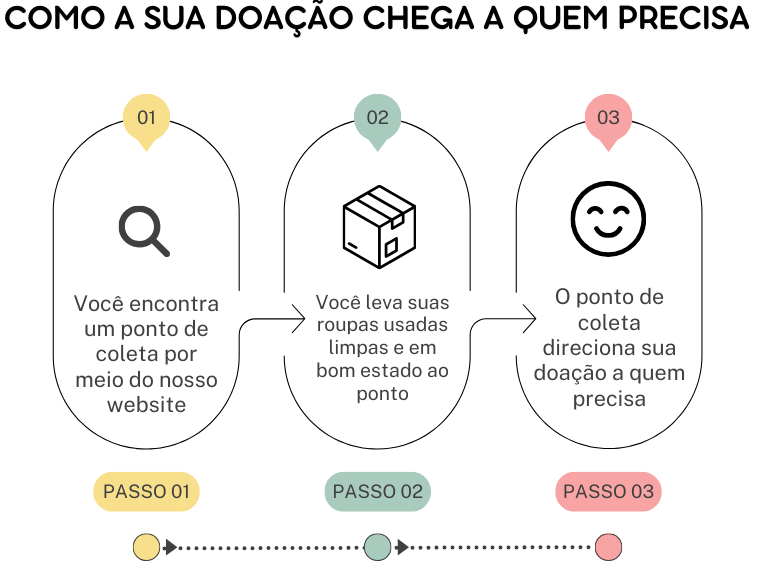 COMO A SUA DOAÇÃO CHEGA A QUEM PRECISA
01
Você encontra
um ponto de
coleta por
meio do nosso
website
PASSO 01
02
Você leva suas
roupas usadas
limpas e em
bom estado ao
ponto
PASSO 02
03
O ponto de
coleta
direciona sua
doação a quem
precisa
PASSO 03